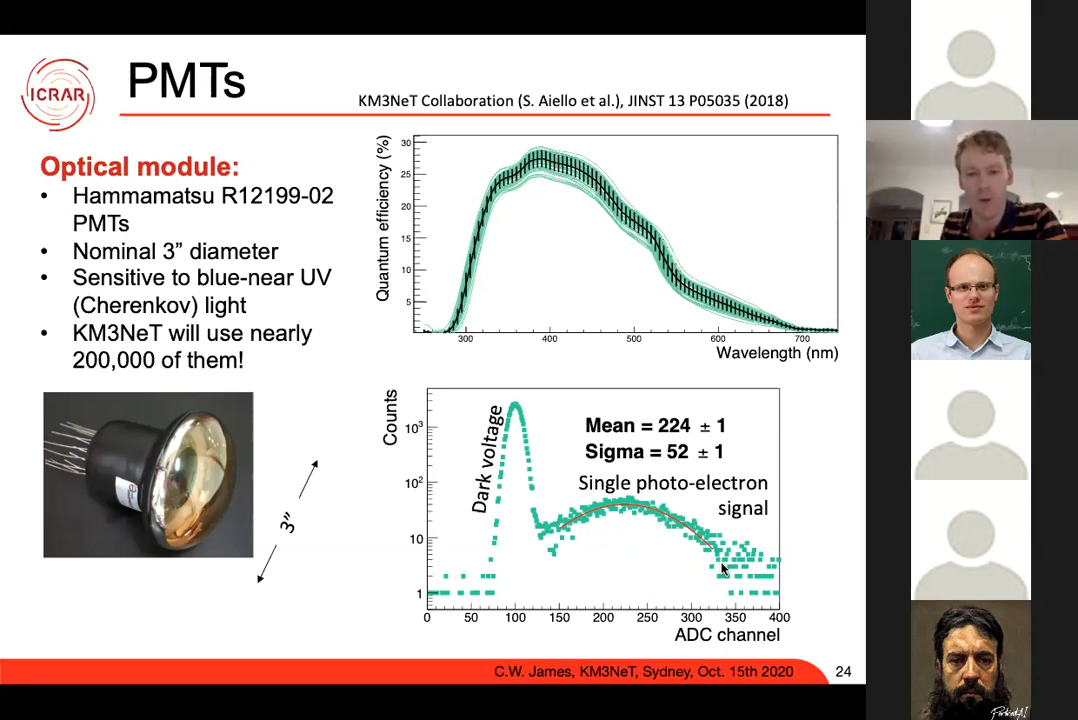 ICRAR
PMTs
KM3NeT Collaboration (S. Aiello et al.), JINST 13 P05035 (2018)
Optical module:
• Hammamatsu R12199-02
PMTs
• Nominal 3” diameter
• Sensitive to blue-near UV
(Cherenkov) light
• KM3NeT will use nearly
200,000 of them!
3”
Quantum efficiency (%)
30
25
20
15
10
5
300 400 500 600 700
Wavelength (nm)
Counts
10³
10²
10
1
Dark voltage
Mean = 224 ± 1
Sigma = 52 ± 1
Single photo-electron
signal
0 50 100 150 200 250 300 350 400
ADC channel
C.W. James, KM3NeT, Sydney, Oct. 15th 2020
24